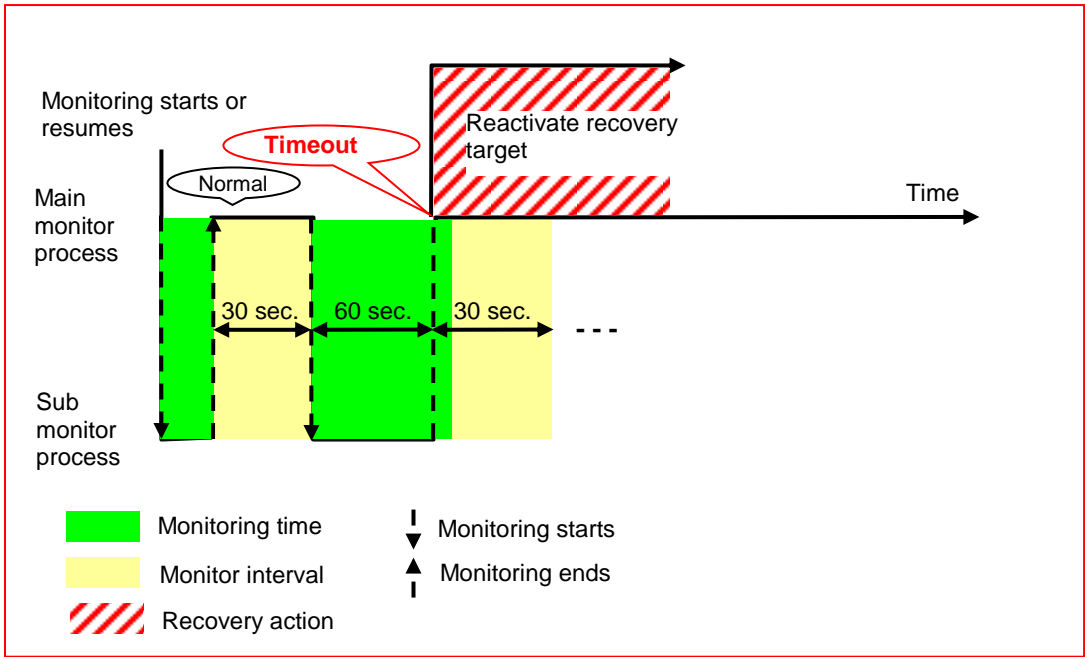 Monitoring starts or
resumes
Timeout
Reactivate recovery
target
Normal
Main
monitor
process
Time
30 sec.
60 sec.
30 sec.
Sub
monitor
process
Monitoring time
Monitoring starts
Monitor interval
Monitoring ends
Recovery action